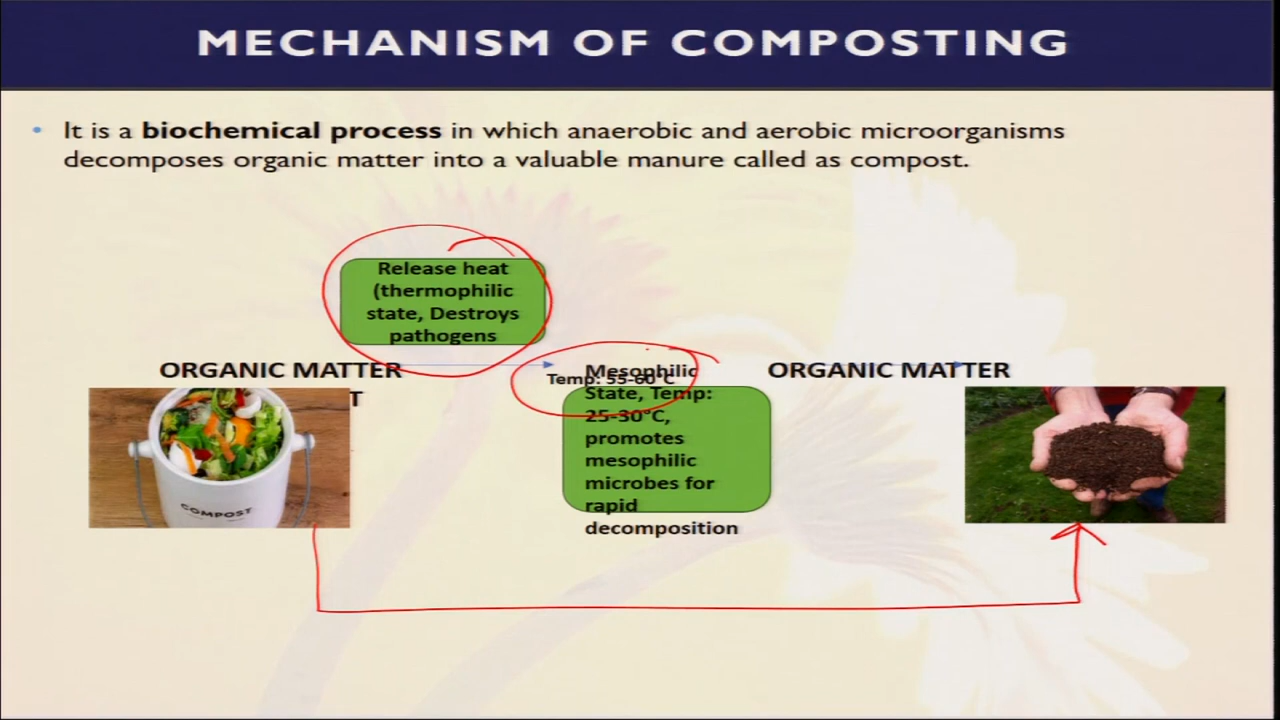 MECHANISM OF COMPOSTING
• It is a biochemical process in which anaerobic and aerobic microorganisms
decomposes organic matter into a valuable manure called as compost.
Release heat
(thermophilic
state, Destroys
pathogens
ORGANIC MATTER
T
Temp: 55-60°C
Mesophilic
State, Temp:
25-30°C,
promotes
mesophilic
microbes for
rapid
decomposition
ORGANIC MATTER
COMPOST